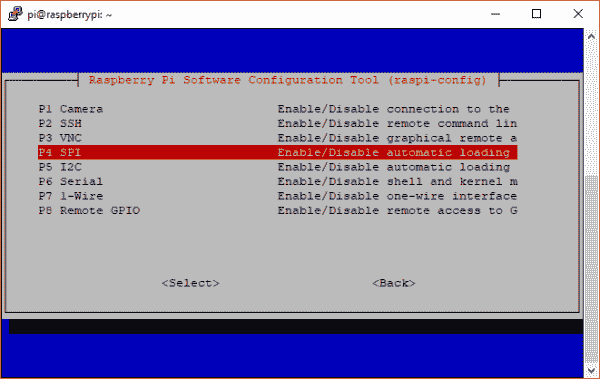 pi@raspberrypi: ~
Raspberry Pi Software Configuration Tool (raspi-config)
P1 Camera Enable/Disable connection to the
P2 SSH Enable/Disable remote command lin
P3 VNC Enable/Disable graphical remote a
P4 SPI Enable/Disable automatic loading
P5 I2C Enable/Disable automatic loading
P6 Serial Enable/Disable shell and kernel m
P7 1-Wire Enable/Disable one-wire interface
P8 Remote GPIO Enable/Disable remote access to G
<Select> <Back>